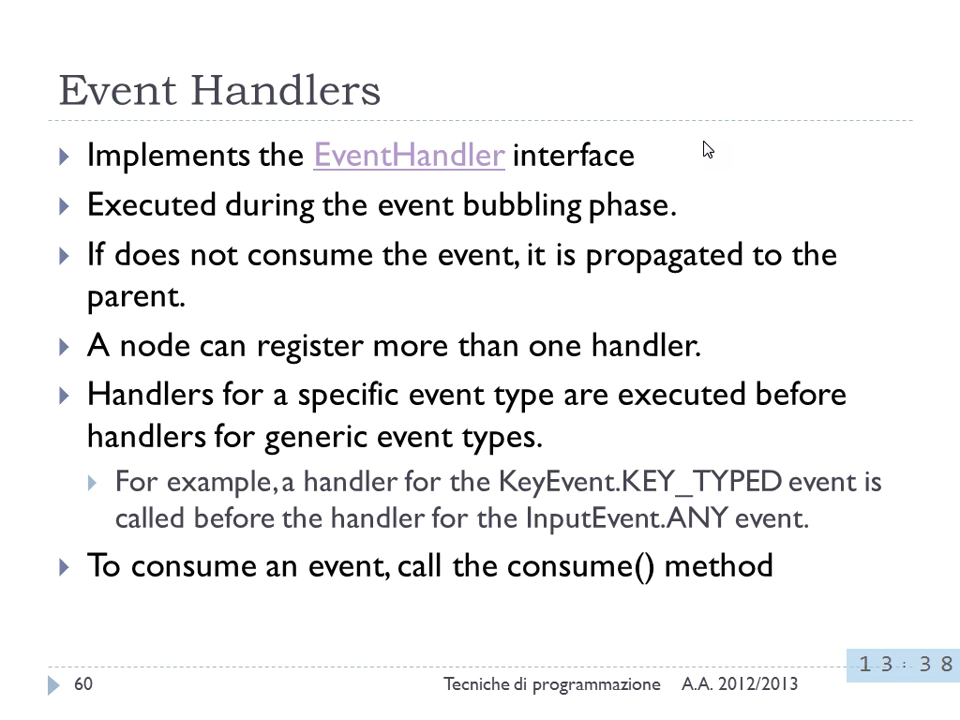 Event Handlers
Implements the EventHandler interface
Executed during the event bubbling phase.
If does not consume the event, it is propagated to the
parent.
A node can register more than one handler.
Handlers for a specific event type are executed before
handlers for generic event types.
For example, a handler for the KeyEvent.KEY_TYPED event is
called before the handler for the InputEvent.ANY event.
To consume an event, call the consume() method
60 Tecniche di programmazione A.A. 2012/2013
13:38